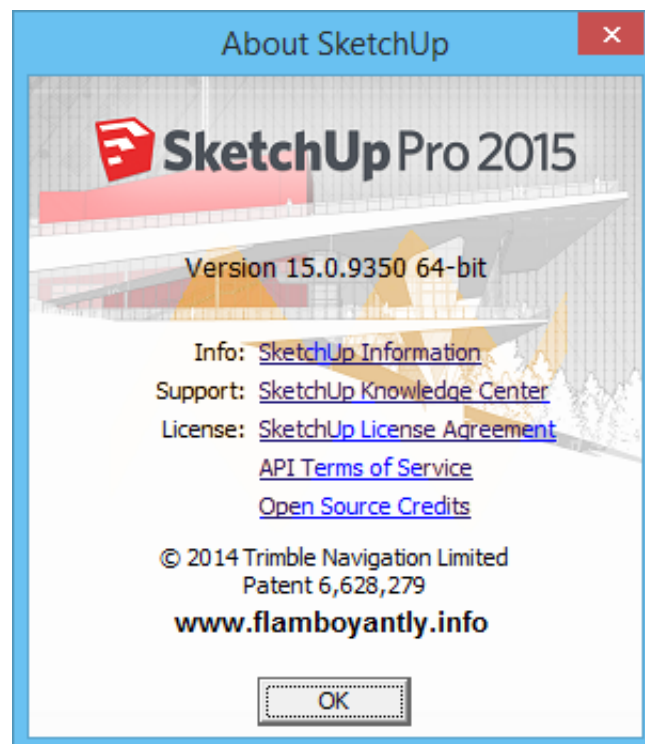 About SketchUp
SketchUp Pro 2015
Version 15.0.9350 64-bit
Info: SketchUp Information
Support: SketchUp Knowledge Center
License: SketchUp License Agreement
API Terms of Service
Open Source Credits
© 2014 Trimble Navigation Limited
Patent 6,628,279
www.flamboyantly.info
OK